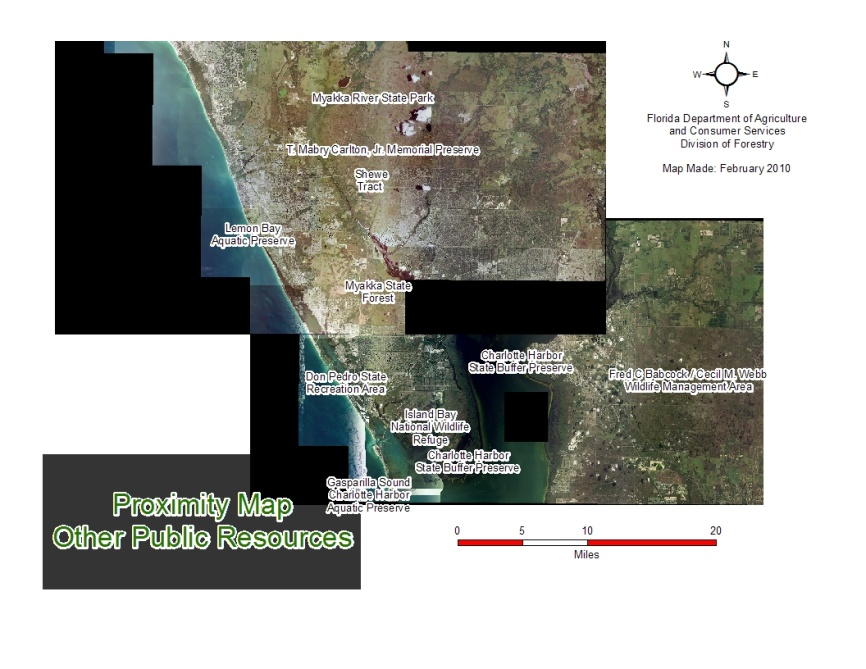 N
W E
S
Florida Department of Agriculture
and Consumer Services
Division of Forestry
Map Made: February 2010
Myakka River State Park
T. Mabry Carlton, Jr. Memorial Preserve
Shewe
Tract
Lemon Bay
Aquatic Preserve
Myakka State
Forest
Charlotte Harbor
State Buffer Preserve
Don Pedro State
Recreation Area
Fred C Babcock / Cecil M. Webb
Wildlife Management Area
Island Bay
National Wildlife
Refuge
Charlotte Harbor
State Buffer Preserve
Gasparilla Sound
Charlotte Harbor
Aquatic Preserve
Proximity Map
Other Public Resources
0 5 10 20
Miles